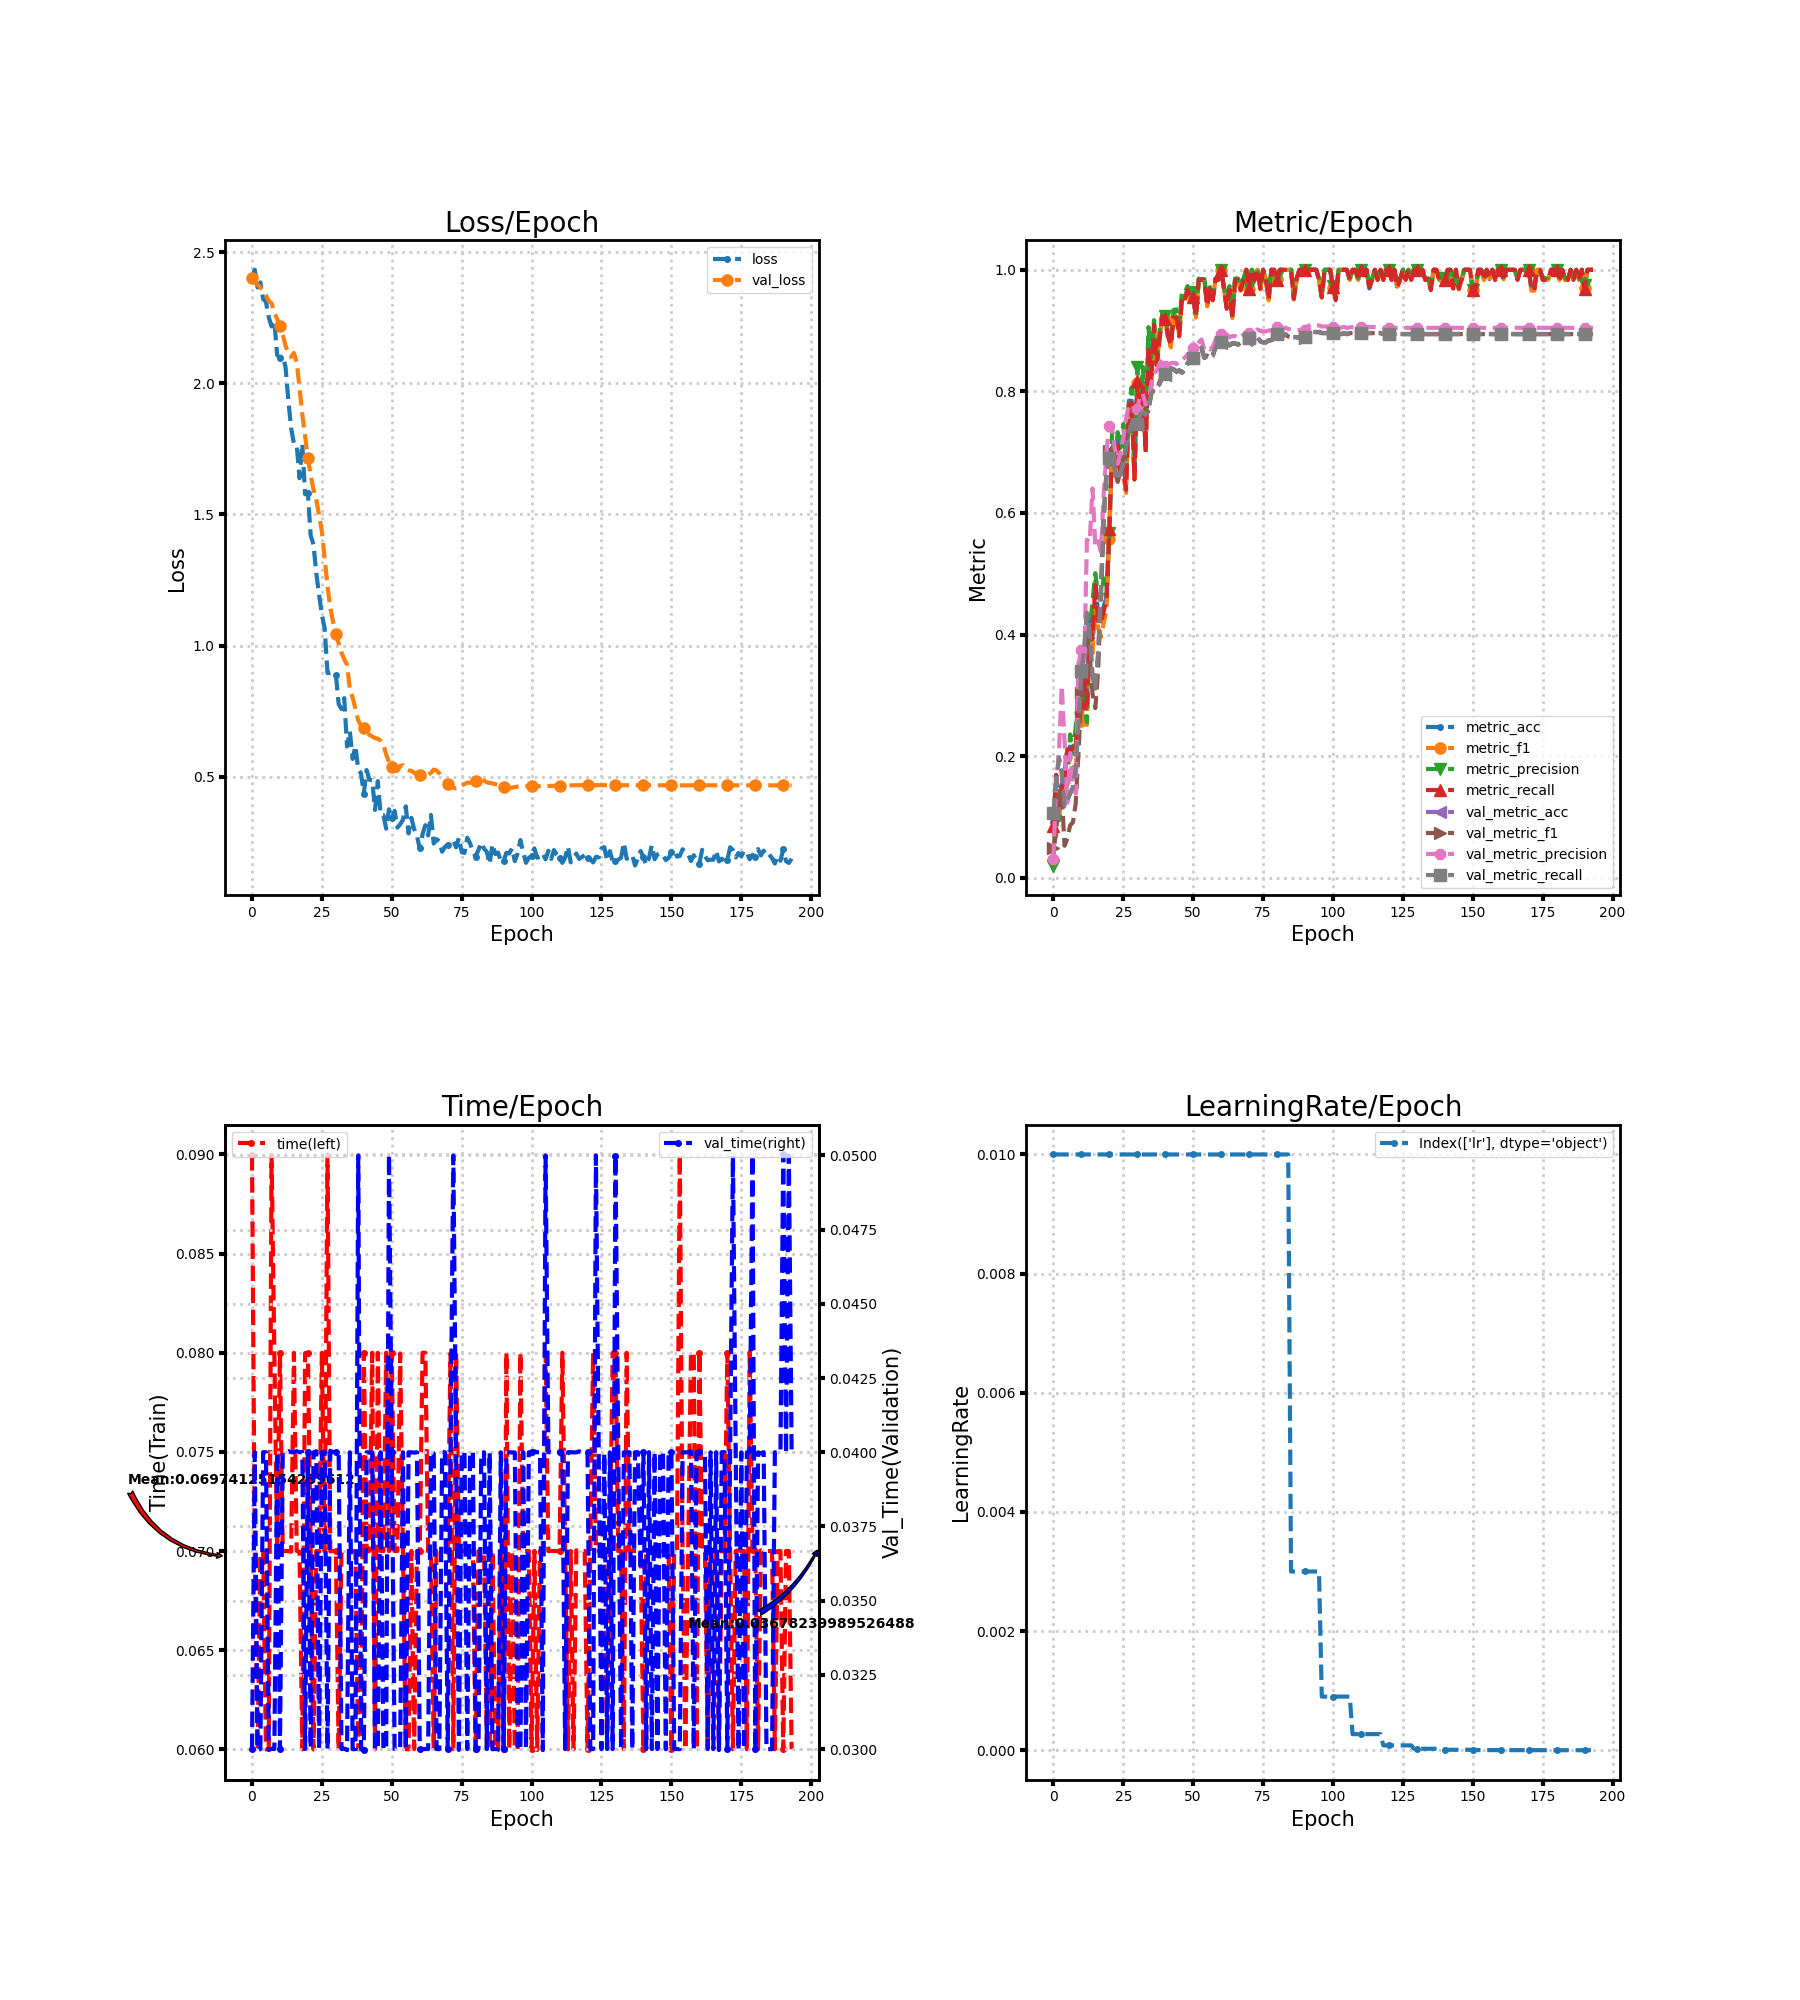 Loss/Epoch
2.5
2.0
1.5
1.0
0.5
Loss
loss
val_loss
0 25 50 75 100 125 150 175 200
Epoch
Metric/Epoch
1.0
0.8
0.6
0.4
0.2
0.0
Metric
metric_acc
metric_f1
metric_precision
metric_recall
val_metric_acc
val_metric_f1
val_metric_precision
val_metric_recall
0 25 50 75 100 125 150 175 200
Epoch
Time/Epoch
time(left)
val_time(right)
0.090
0.085
0.080
0.075
0.070
0.065
0.060
Time(Train)
0.0500
0.0475
0.0450
0.0425
0.0400
0.0375
0.0350
0.0325
0.0300
Val_Time(Validation)
Mean:0.03678239989526488
0 25 50 75 100 125 150 175 200
Epoch
LearningRate/Epoch
Index(['lr'], dtype='object')
0.010
0.008
0.006
0.004
0.002
0.000
LearningRate
0 25 50 75 100 125 150 175 200
Epoch